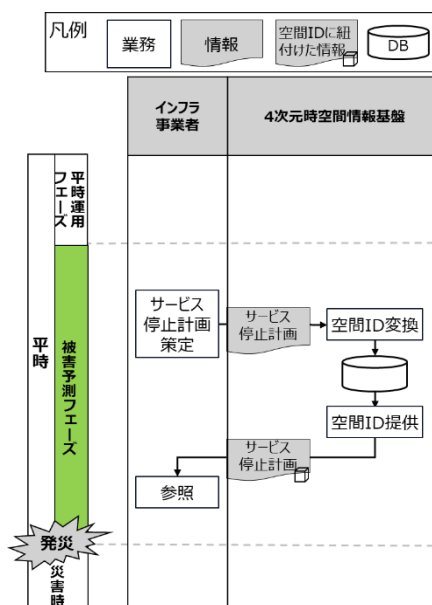 凡例
業務
情報
空間IDに紐
付けた情報
DB
インフラ
事業者
4次元時空間情報基盤
平時
平時運用
フェーズ
被害予測フェーズ
サービス
停止計画
策定
サービス
停止計画
空間ID変換
空間ID提供
サービス
停止計画
参照
発災
災害時